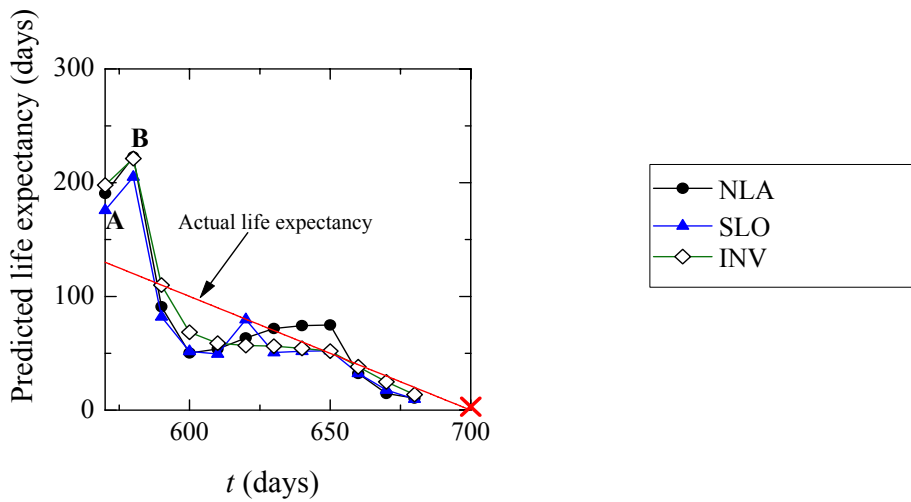 300
200
100
0
600
650
700
Predicted life expectancy (days)
t (days)
A
B
Actual life expectancy
NLA
SLO
INV